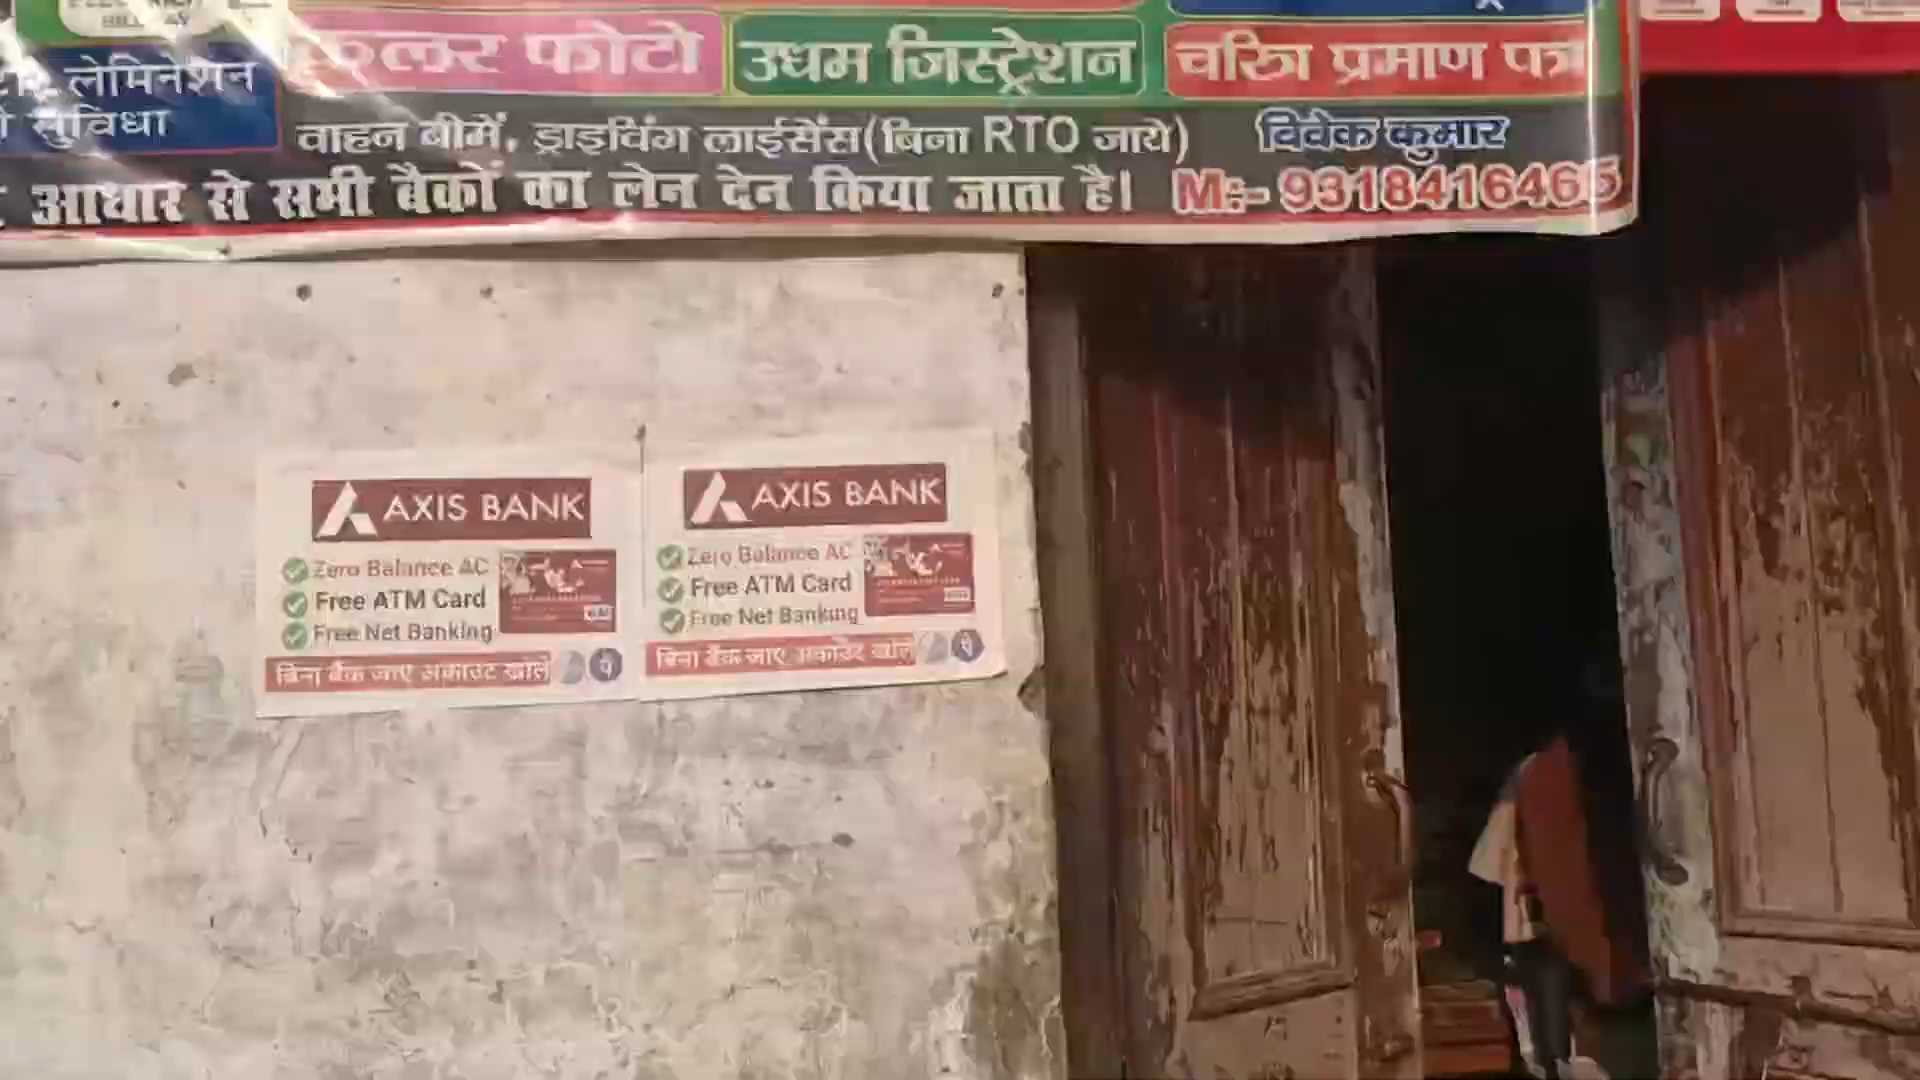 BILL PAY
लेमिनेशन
सुविधा
कलर फोटो
उधम जिस्ट्रेशन
चरित्र प्रमाण पत्र
वाहन बीमें, ड्राइविंग लाईसेंस(बिना RTO जाये)
विवेक कुमार
आधार से सभी बैंकों का लेन देन किया जाता है।
M:- 9318416465
AXIS BANK
Zero Balance AC
Free ATM Card
Free Net Banking
बिना बैंक जाए अकाउंट खोले
AXIS BANK
Zero Balance AC
Free ATM Card
Free Net Banking
बिना बैंक जाए अकाउंट खोले